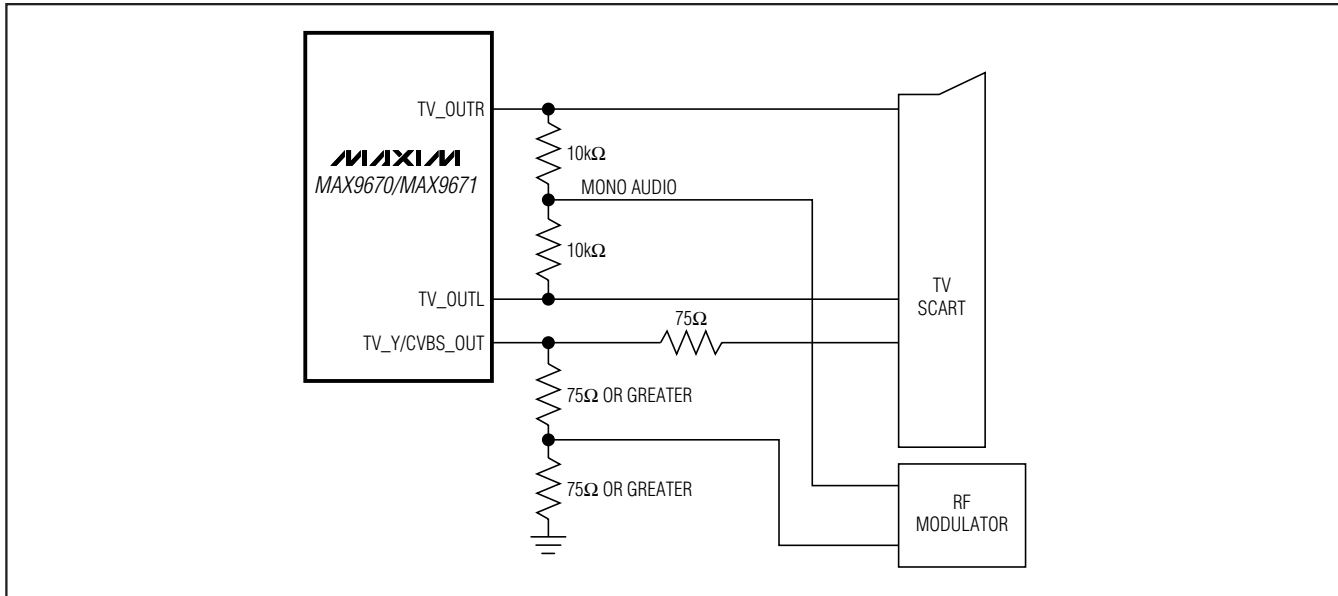 TV_OUTR
10kΩ
MAXIM
MAX9670/MAX9671
MONO AUDIO
10kΩ
TV_OUTL
TV
SCART
75Ω
TV_Y/CVBS_OUT
75Ω OR GREATER
75Ω OR GREATER
RF
MODULATOR